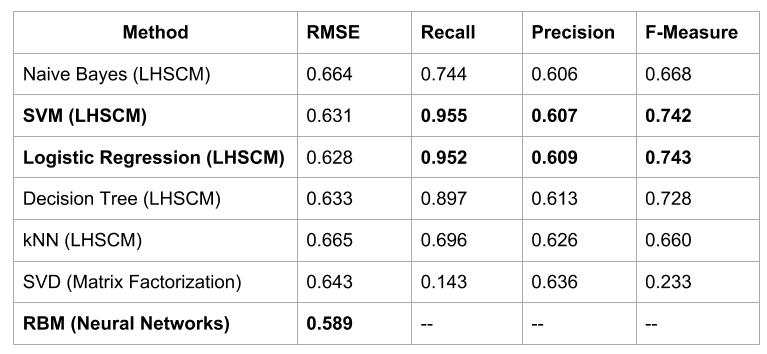 Method RMSE Recall Precision F-Measure
Naive Bayes (LHSCM) 0.664 0.744 0.606 0.668
SVM (LHSCM) 0.631 0.955 0.607 0.742
Logistic Regression (LHSCM) 0.628 0.952 0.609 0.743
Decision Tree (LHSCM) 0.633 0.897 0.613 0.728
kNN (LHSCM) 0.665 0.696 0.626 0.660
SVD (Matrix Factorization) 0.643 0.143 0.636 0.233
RBM (Neural Networks) 0.589 -- -- --